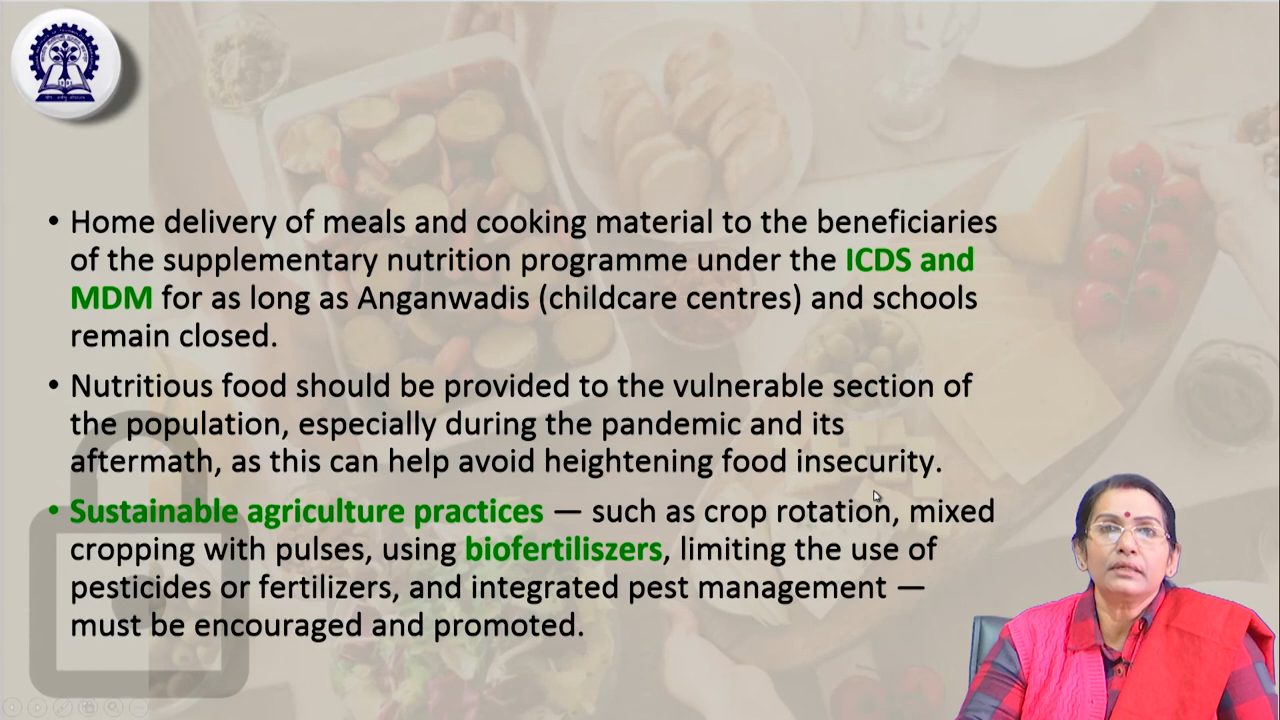 • Home delivery of meals and cooking material to the beneficiaries
of the supplementary nutrition programme under the ICDS and
MDM for as long as Anganwadis (childcare centres) and schools
remain closed.
• Nutritious food should be provided to the vulnerable section of
the population, especially during the pandemic and its
aftermath, as this can help avoid heightening food insecurity.
• Sustainable agriculture practices — such as crop rotation, mixed
cropping with pulses, using biofertiliszers, limiting the use of
pesticides or fertilizers, and integrated pest management —
must be encouraged and promoted.